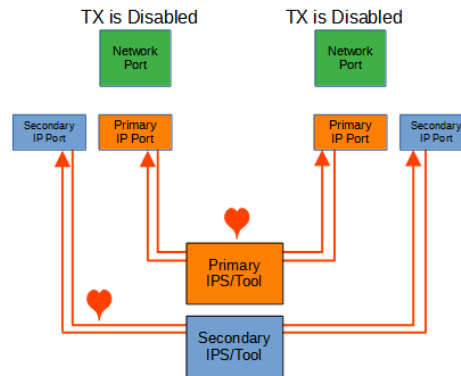 TX is Disabled
TX is Disabled
Network
Port
Network
Port
Secondary
IP Port
Primary
IP Port
Primary
IP Port
Secondary
IP Port
Primary
IPS/Tool
Secondary
IPS/Tool